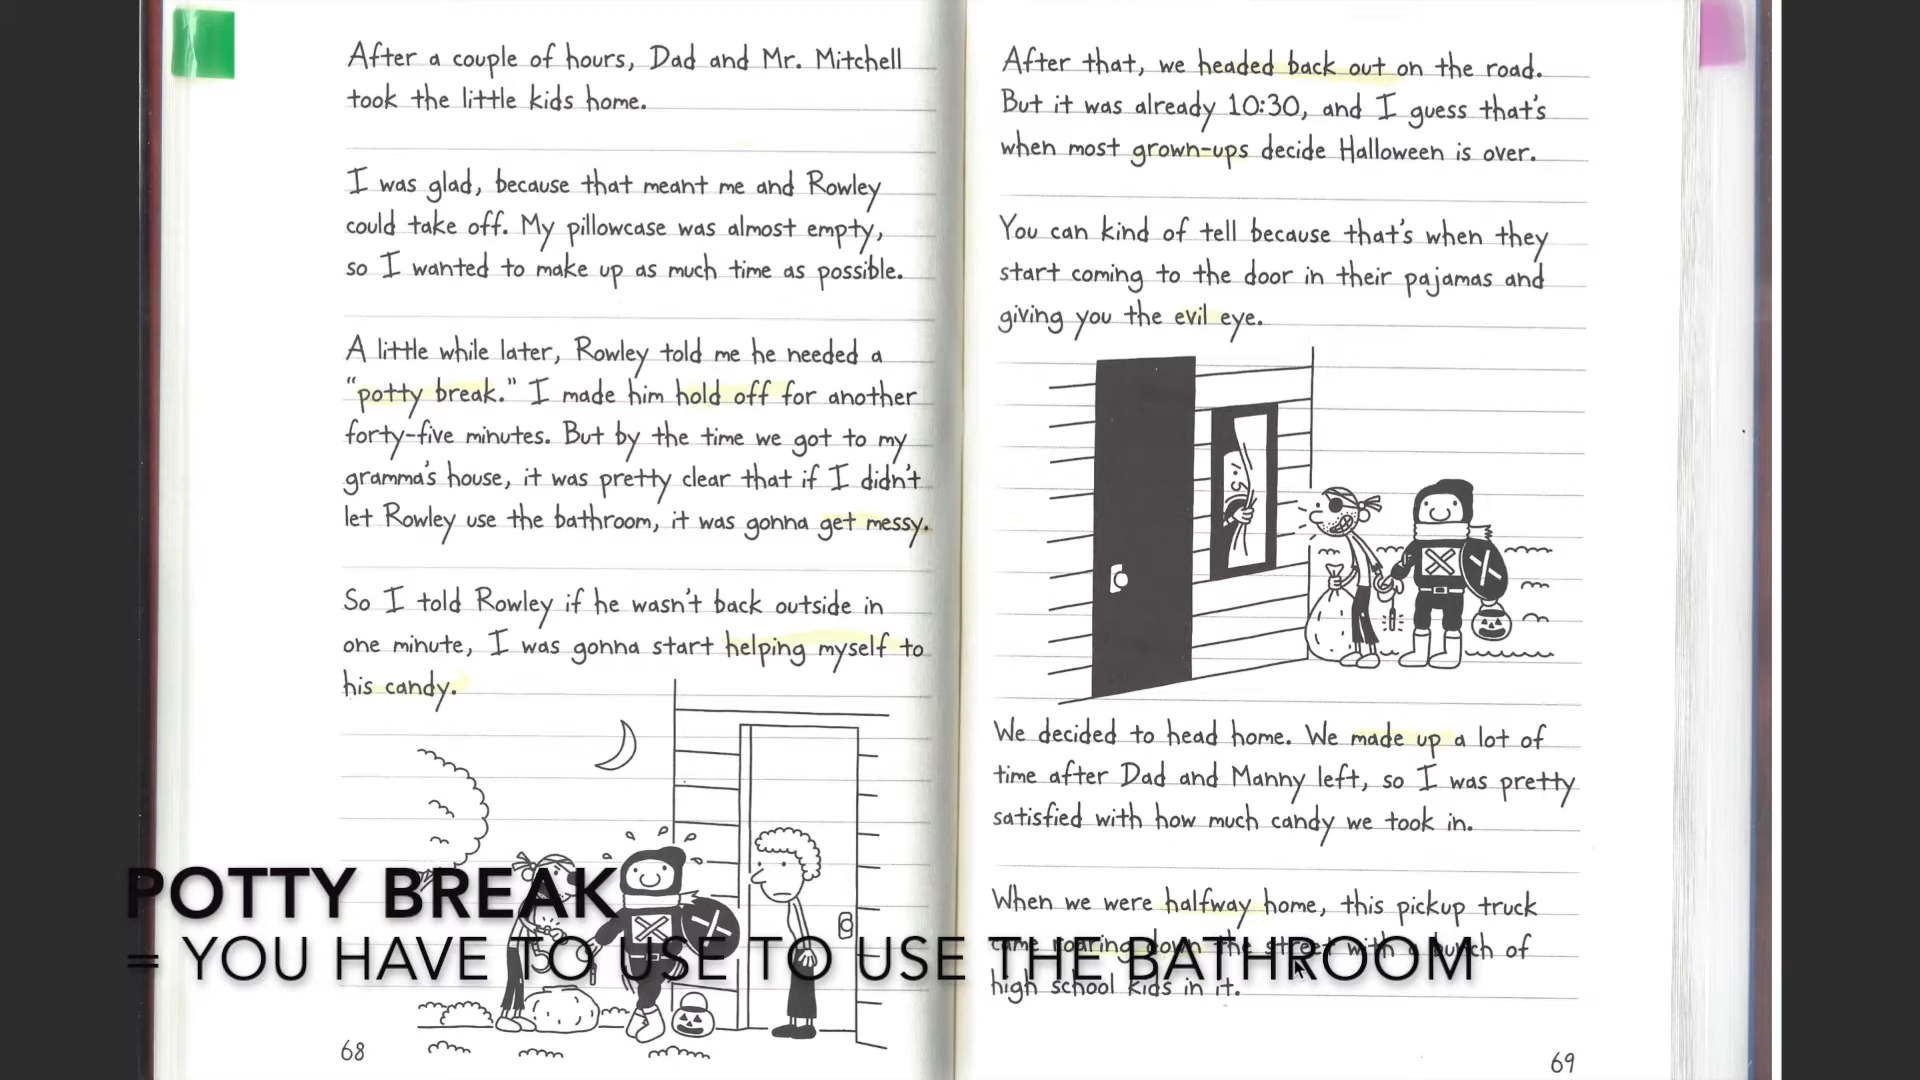 After a couple of hours, Dad and Mr. Mitchell
took the little kids home.
I was glad, because that meant me and Rowley
could take off. My pillowcase was almost empty,
so I wanted to make up as much time as possible.
A little while later, Rowley told me he needed a
"potty break." I made him hold off for another
forty-five minutes. But by the time we got to my
gramma's house, it was pretty clear that if I didn't
let Rowley use the bathroom, it was gonna get messy.
So I told Rowley if he wasn't back outside in
one minute, I was gonna start helping myself to
his candy.
68
After that, we headed back out on the road.
But it was already 10:30, and I guess that's
when most grown-ups decide Halloween is over.
You can kind of tell because that's when they
start coming to the door in their pajamas and
giving you the evil eye.
We decided to head home. We made up a lot of
time after Dad and Manny left, so I was pretty
satisfied with how much candy we took in.
When we were halfway home, this pickup truck
came roaring down the street with a bunch of
high school kids in it.
69
POTTY BREAK
= YOU HAVE TO USE TO USE THE BATHROOM